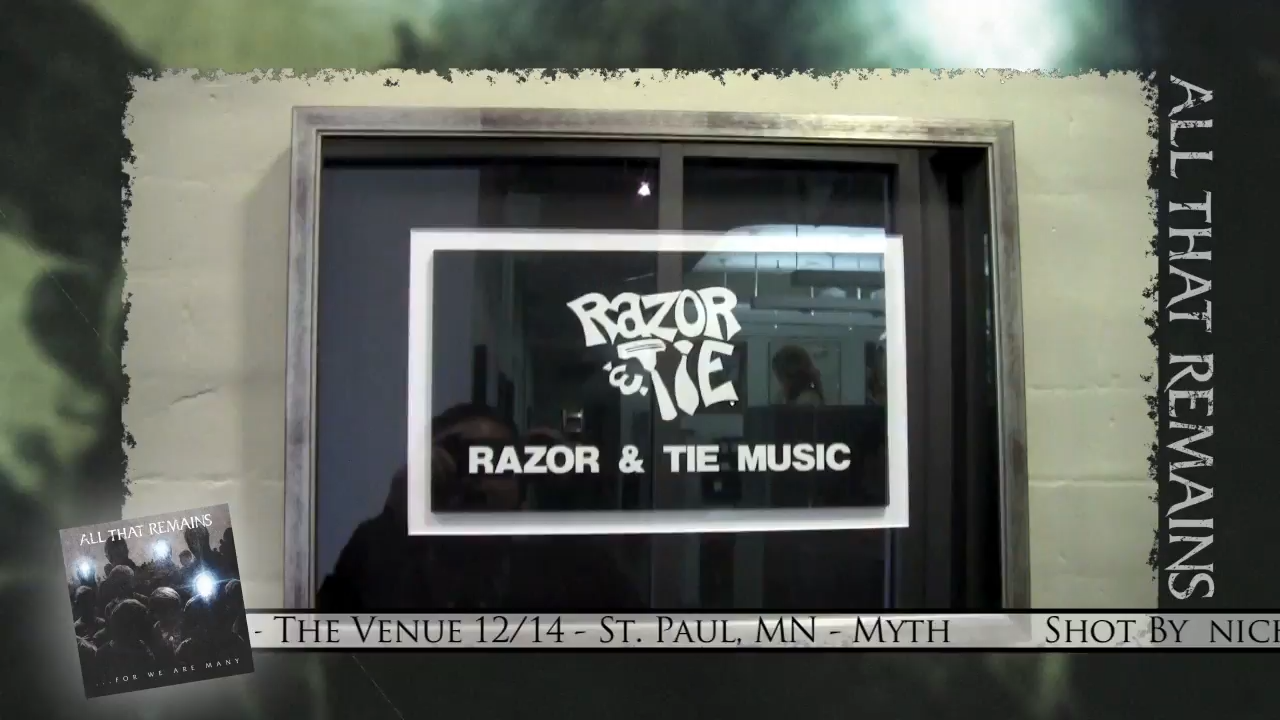 ALL THAT REMAINS
RAZOR
& TIE
RAZOR & TIE MUSIC
ALL THAT REMAINS
...FOR WE ARE MANY
- THE VENUE 12/14 - ST. PAUL, MN - MYTH SHOT BY NICK